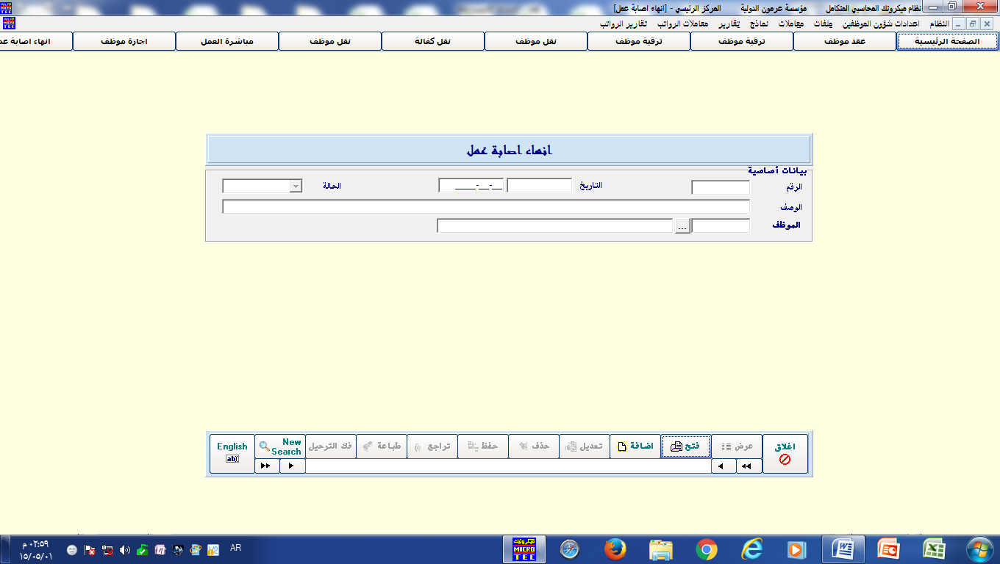 نظام ميكروتك المحاسبي المتكامل مؤسسة عرمون الدولية المركز الرئيسي - [انهاء اصابة عمل]
النظام اعدادات شؤون الموظفين ملفات معاملات تقارير نماذج معاملات الرواتب تقارير الرواتب
الصفحة الرئيسية عقد موظف ترقية موظف ترقية موظف نقل موظف نقل كفالة نقل موظف مباشرة العمل اجازة موظف انهاء اصابة عم
انهاء اصابة عمل
بيانات أساسية
الرقم التاريخ __-__-____ الحالة
الوصف
الموظف ...
اغلاق عرض فتح اضافة تعديل حذف حفظ تراجع طباعة فك الترحيل New Search English
ab
ميكروتيك MICRO TEC
AR
٠٢:٥٩ م
١٥/٠٥/٠١